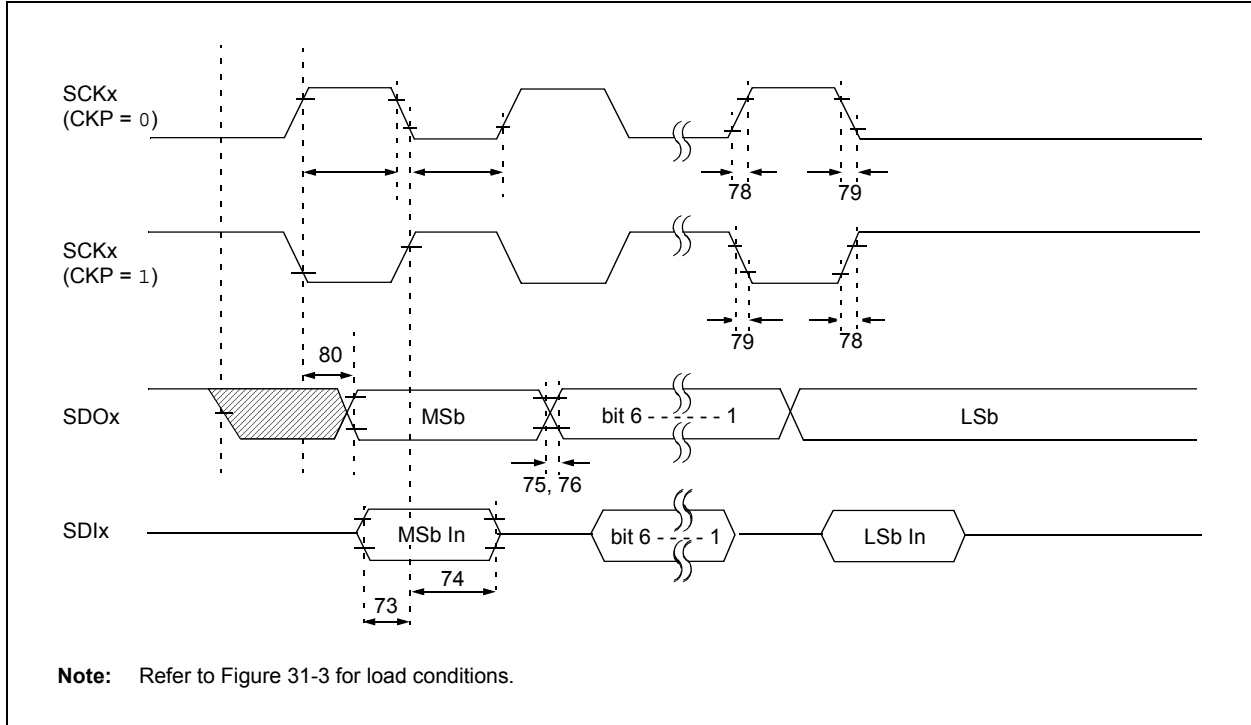 SCKx
(CKP = 0)
78
79
SCKx
(CKP = 1)
79
78
80
SDOx
MSb
bit 6 - - - - - - 1
LSb
75, 76
SDIx
MSb In
bit 6 - - - - - 1
LSb In
74
73
Note: Refer to Figure 31-3 for load conditions.